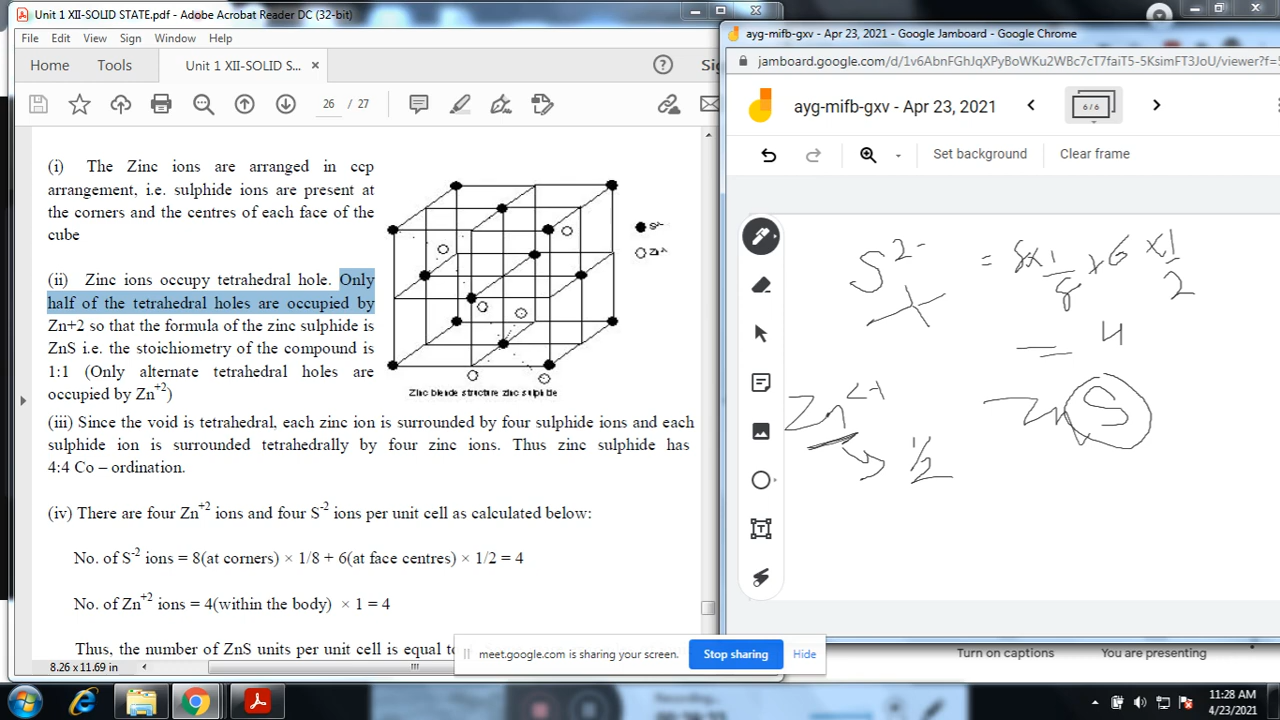 Unit 1 XII-SOLID STATE.pdf - Adobe Acrobat Reader DC (32-bit)
File Edit View Sign Window Help
Home Tools Unit 1 XII-SOLID S... ×
26 / 27
(i) The Zinc ions are arranged in ccp
arrangement, i.e. sulphide ions are present at
the corners and the centres of each face of the
cube
(ii) Zinc ions occupy tetrahedral hole. Only
half of the tetrahedral holes are occupied by
Zn+2 so that the formula of the zinc sulphide is
ZnS i.e. the stoichiometry of the compound is
1:1 (Only alternate tetrahedral holes are
occupied by Zn+2)
S2-
Zinc blende structure zinc sulphide
(iii) Since the void is tetrahedral, each zinc ion is surrounded by four sulphide ions and each
sulphide ion is surrounded tetrahedrally by four zinc ions. Thus zinc sulphide has
4:4 Co – ordination.
(iv) There are four Zn+2 ions and four S-2 ions per unit cell as calculated below:
No. of S-2 ions = 8(at corners) × 1/8 + 6(at face centres) × 1/2 = 4
No. of Zn+2 ions = 4(within the body) × 1 = 4
Thus, the number of ZnS units per unit cell is equal to
8.26 x 11.69 in
meet.google.com is sharing your screen. Stop sharing Hide
ayg-mifb-gxv - Apr 23, 2021 - Google Jamboard - Google Chrome
jamboard.google.com/d/1v6AbnFGhJqXPyBoWKu2WBc7cT7faiT5-5KsimFT3JoU/viewer?f=
ayg-mifb-gxv - Apr 23, 2021
6 / 6
Set background Clear frame
S2- = 8×1/8 + 6×1/2
4
Zn2+ ZnS
1/2
Turn on captions You are presenting
Recording...
11:28 AM
4/23/2021